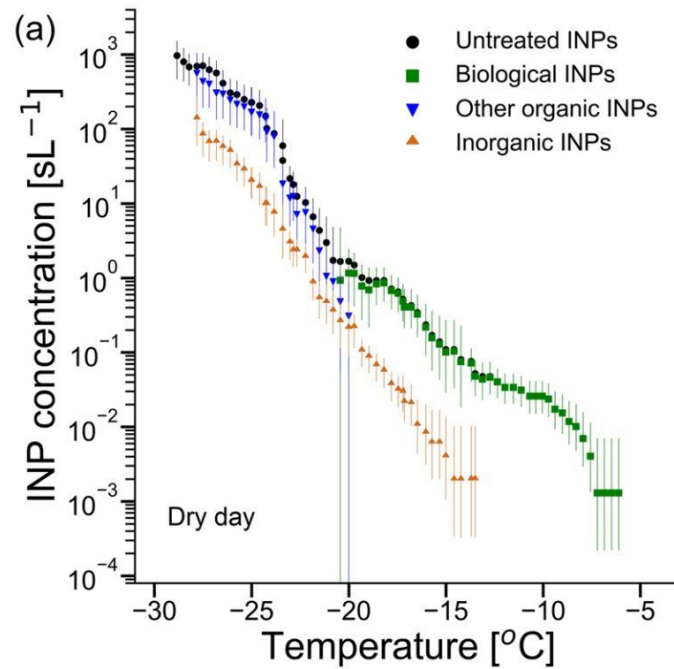 (a)
Untreated INPs
Biological INPs
Other organic INPs
Inorganic INPs
INP concentration [sL⁻¹]
10³
10²
10¹
10⁰
10⁻¹
10⁻²
10⁻³
10⁻⁴
Dry day
−30 −25 −20 −15 −10 −5
Temperature [°C]